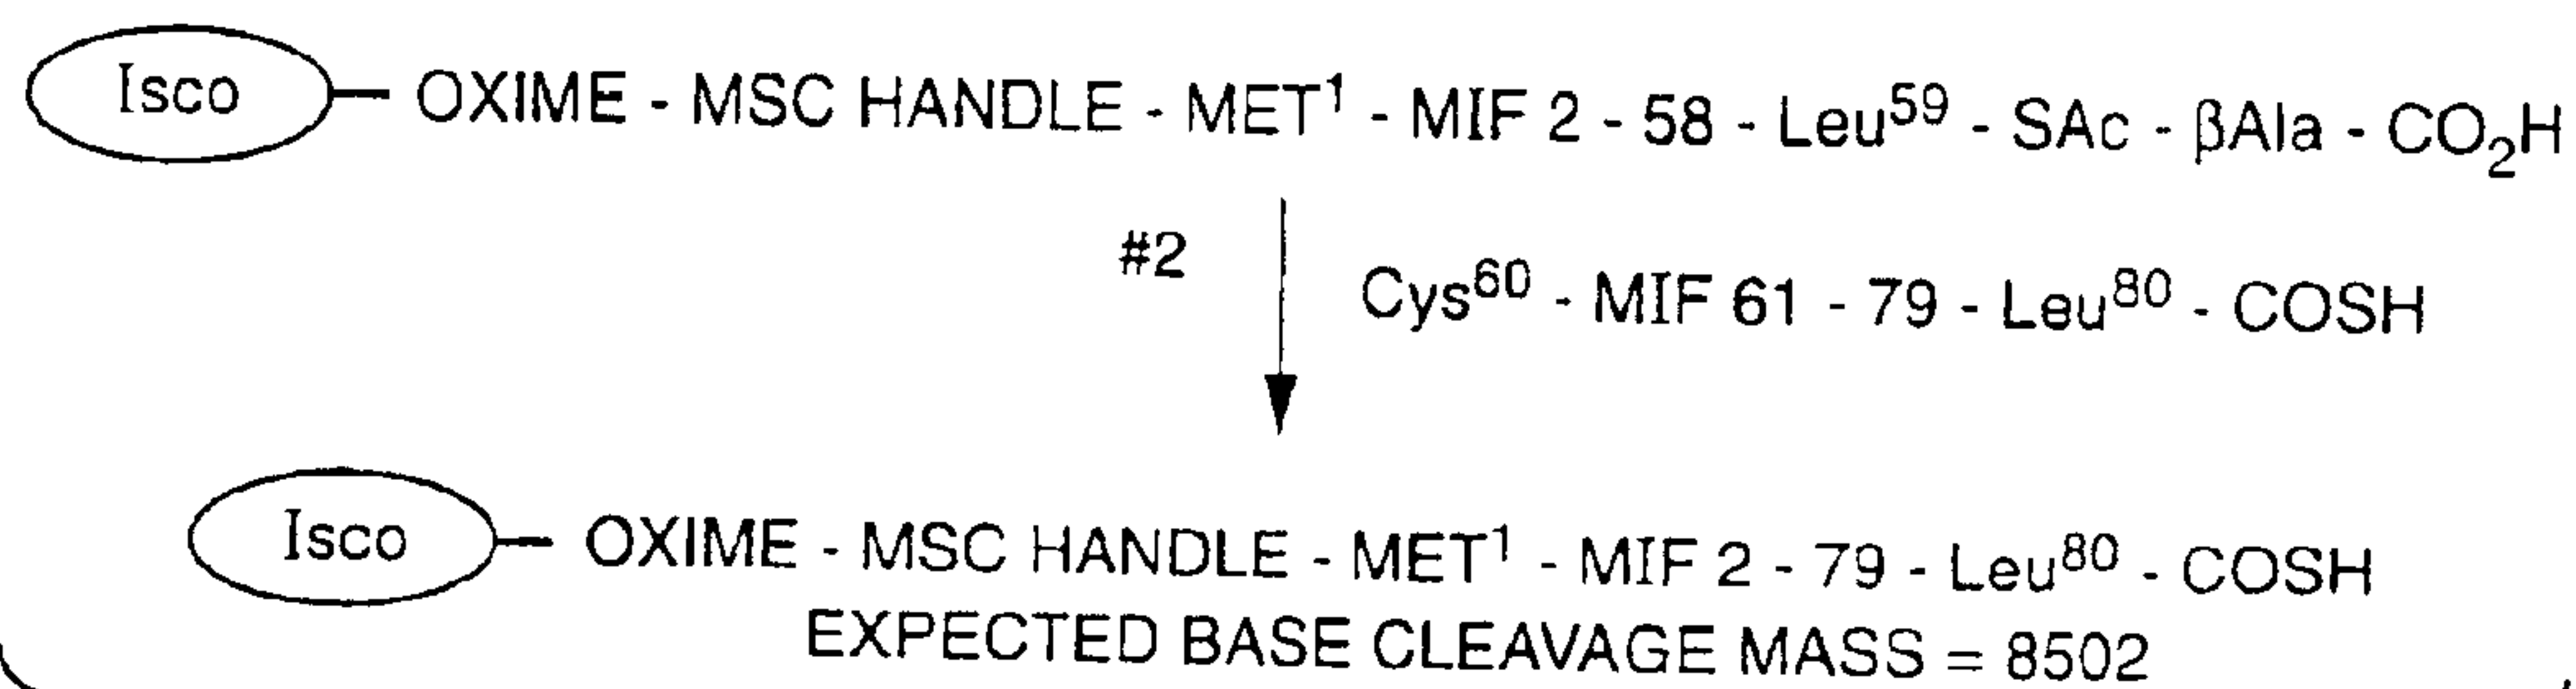 Isco - OXIME - MSC HANDLE - MET¹ - MIF 2 - 58 - Leu⁵⁹ - SAc - βAla - CO₂H
#2
Cys⁶⁰ - MIF 61 - 79 - Leu⁸⁰ - COSH
Isco - OXIME - MSC HANDLE - MET¹ - MIF 2 - 79 - Leu⁸⁰ - COSH
EXPECTED BASE CLEAVAGE MASS = 8502